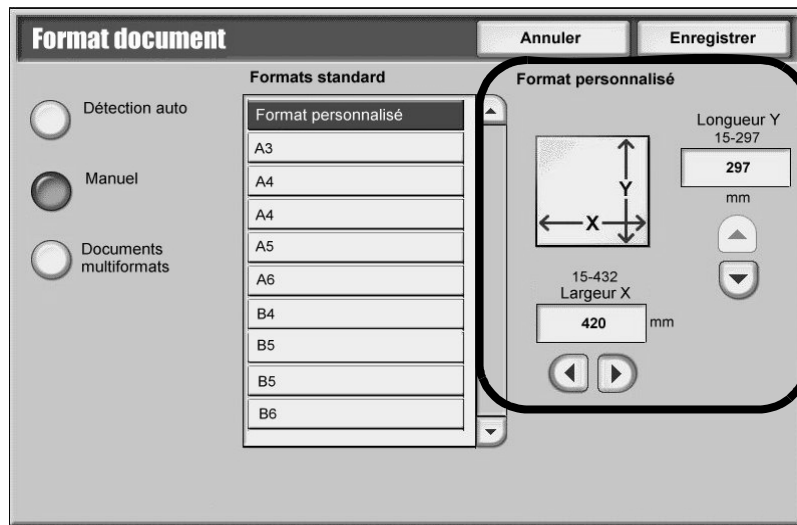 Format document
Annuler
Enregistrer
Détection auto
Manuel
Documents
multiformats
Formats standard
Format personnalisé
A3
A4
A4
A5
A6
B4
B5
B5
B6
Format personnalisé
Longueur Y
15-297
297
mm
Y
X
15-432
Largeur X
420
mm